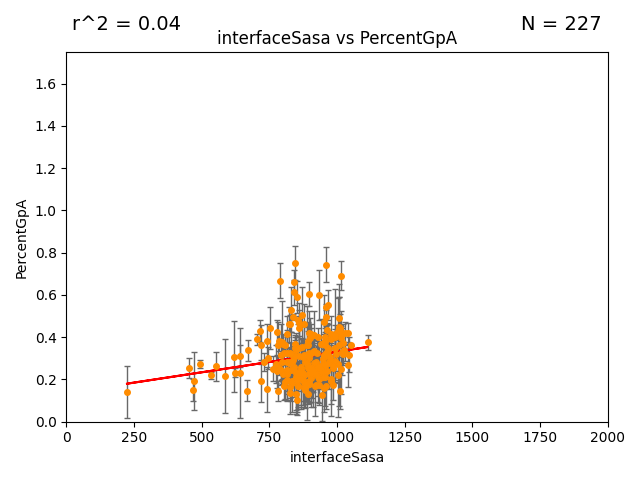 r^2 = 0.04
N = 227
interfaceSasa vs PercentGpA
1.6
1.4
1.2
1.0
0.8
0.6
0.4
0.2
0.0
PercentGpA
0 250 500 750 1000 1250 1500 1750 2000
interfaceSasa